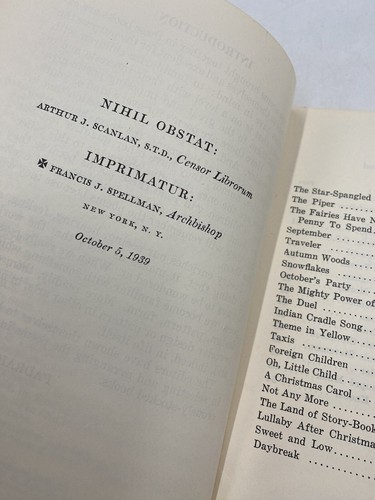 NIHIL OBSTAT:
ARTHUR J. SCANLAN, S.T.D., Censor Librorum
IMPRIMATUR:
✠ FRANCIS J. SPELLMAN, Archbishop
NEW YORK, N. Y.
October 5, 1939
The Star-Spangled
The Piper
The Fairies Have N
Penny To Spend.
September
Traveler
Autumn Woods
Snowflakes
October's Party
The Mighty Power of
The Duel
Indian Cradle Song.
Theme in Yellow
Taxis
Foreign Children
Oh, Little Child
A Christmas Carol
Not Any More
The Land of Story-Book
Lullaby After Christma
Sweet and Low
Daybreak